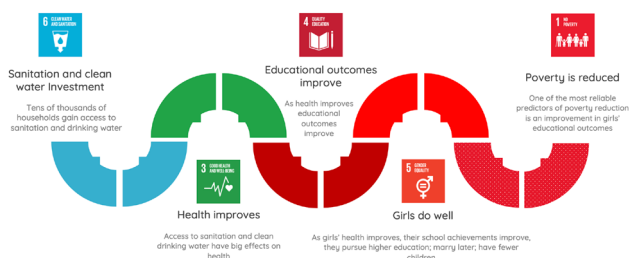 6 CLEAN WATER
AND SANITATION
Sanitation and clean
water Investment
Tens of thousands of
households gain access to
sanitation and drinking water
3 GOOD HEALTH
AND WELL-BEING
Health improves
Access to sanitation and clean
drinking water have big effects on
health
4 QUALITY
EDUCATION
Educational outcomes
improve
As health improves
educational
outcomes
improve
5 GENDER
EQUALITY
Girls do well
As girls' health improves, their school achievements improve,
they pursue higher education; marry later; have fewer
children
1 NO
POVERTY
Poverty is reduced
One of the most reliable
predictors of poverty reduction
is an improvement in girls'
educational outcomes